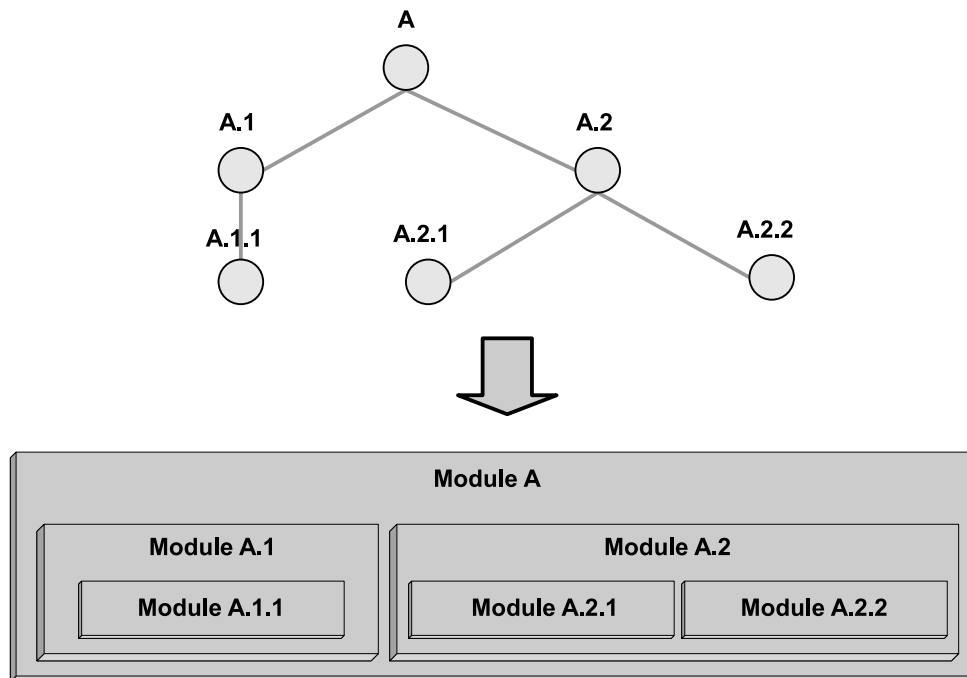 A
A.1
A.2
A.1.1
A.2.1
A.2.2
Module A
Module A.1
Module A.2
Module A.1.1
Module A.2.1
Module A.2.2